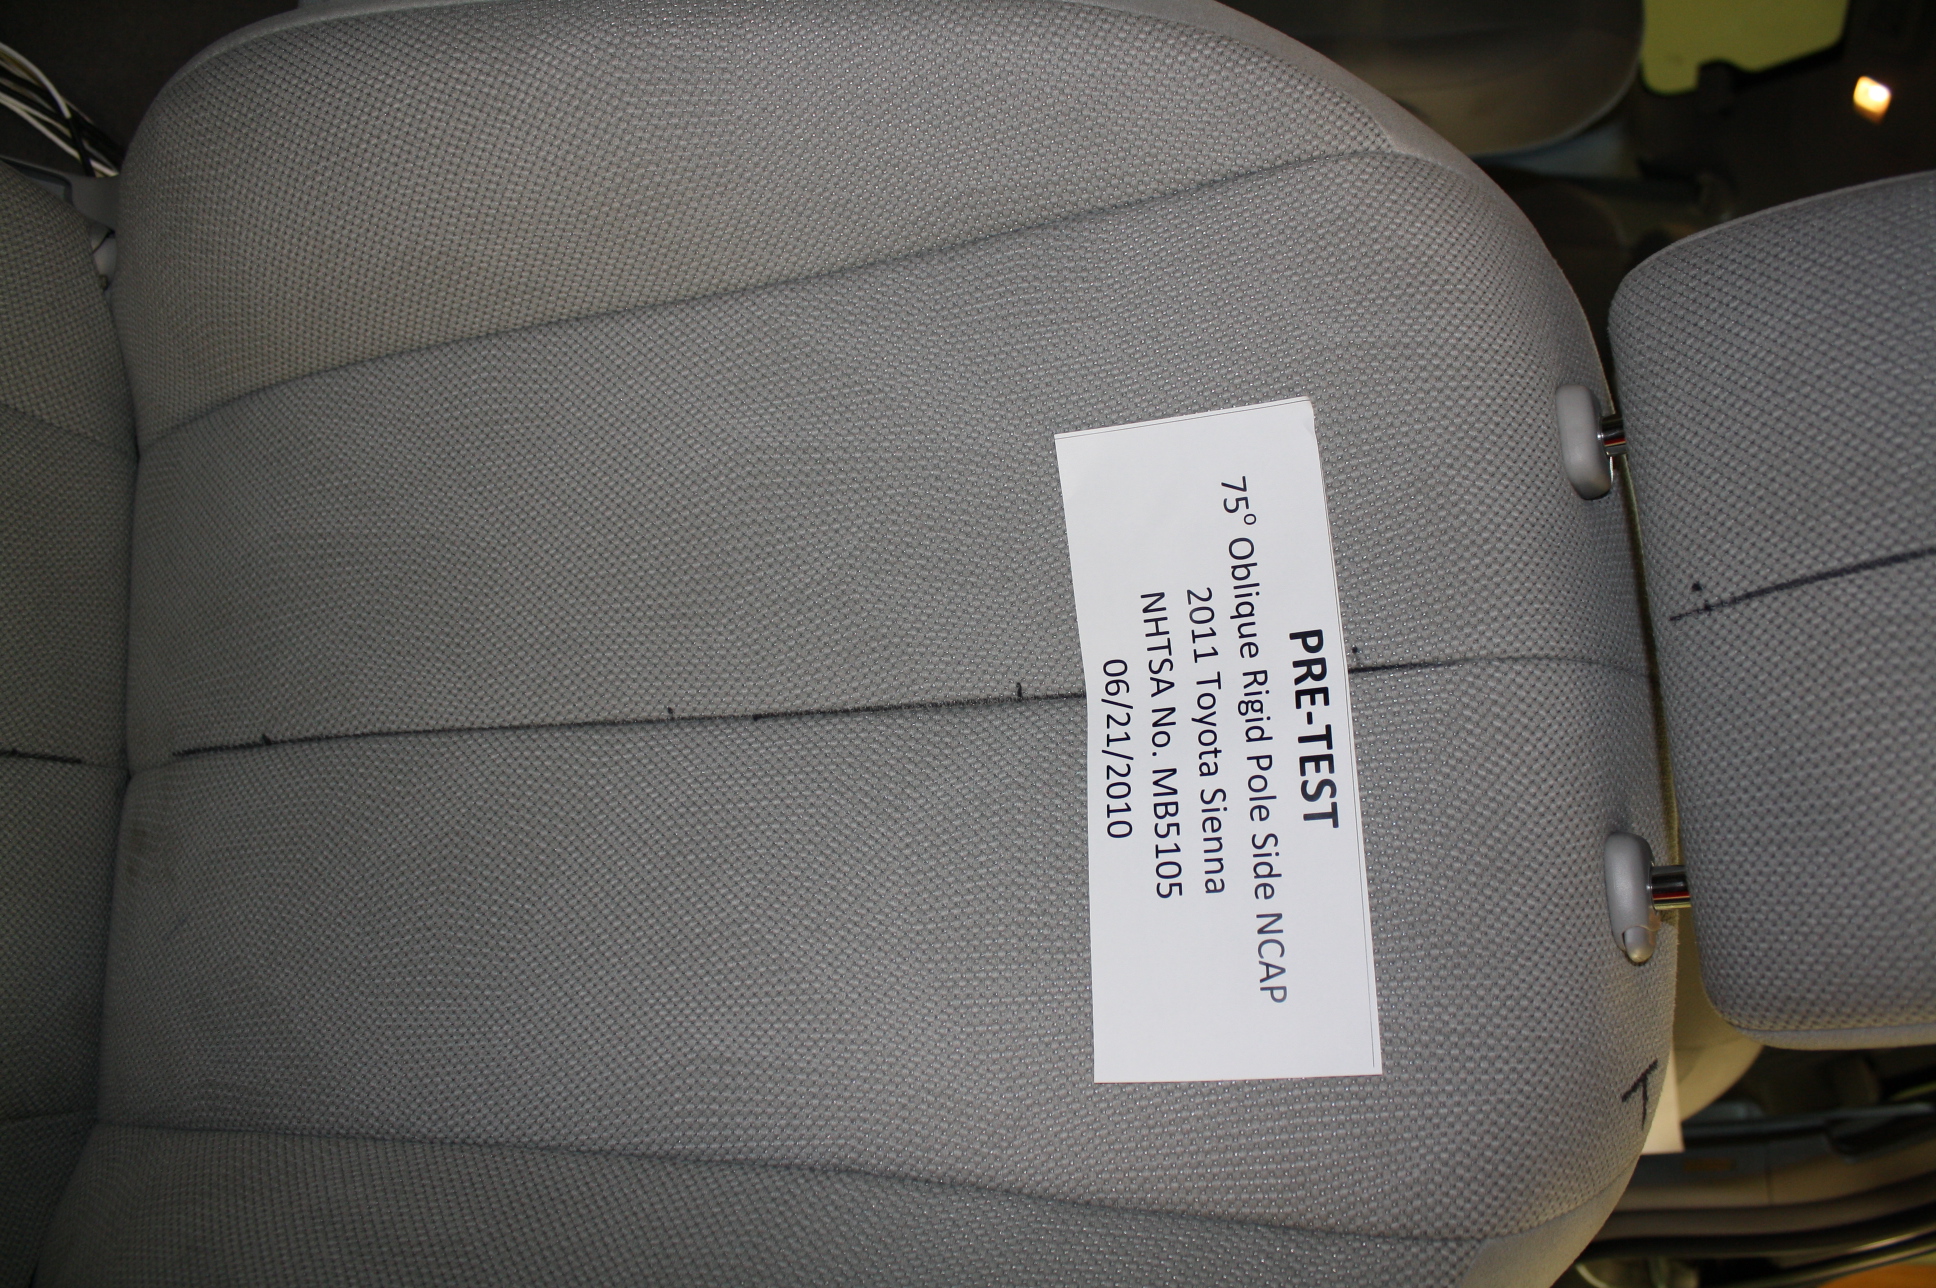 PRE-TEST
75° Oblique Rigid Pole Side NCAP
2011 Toyota Sienna
NHTSA No. MB5105
06/21/2010
T